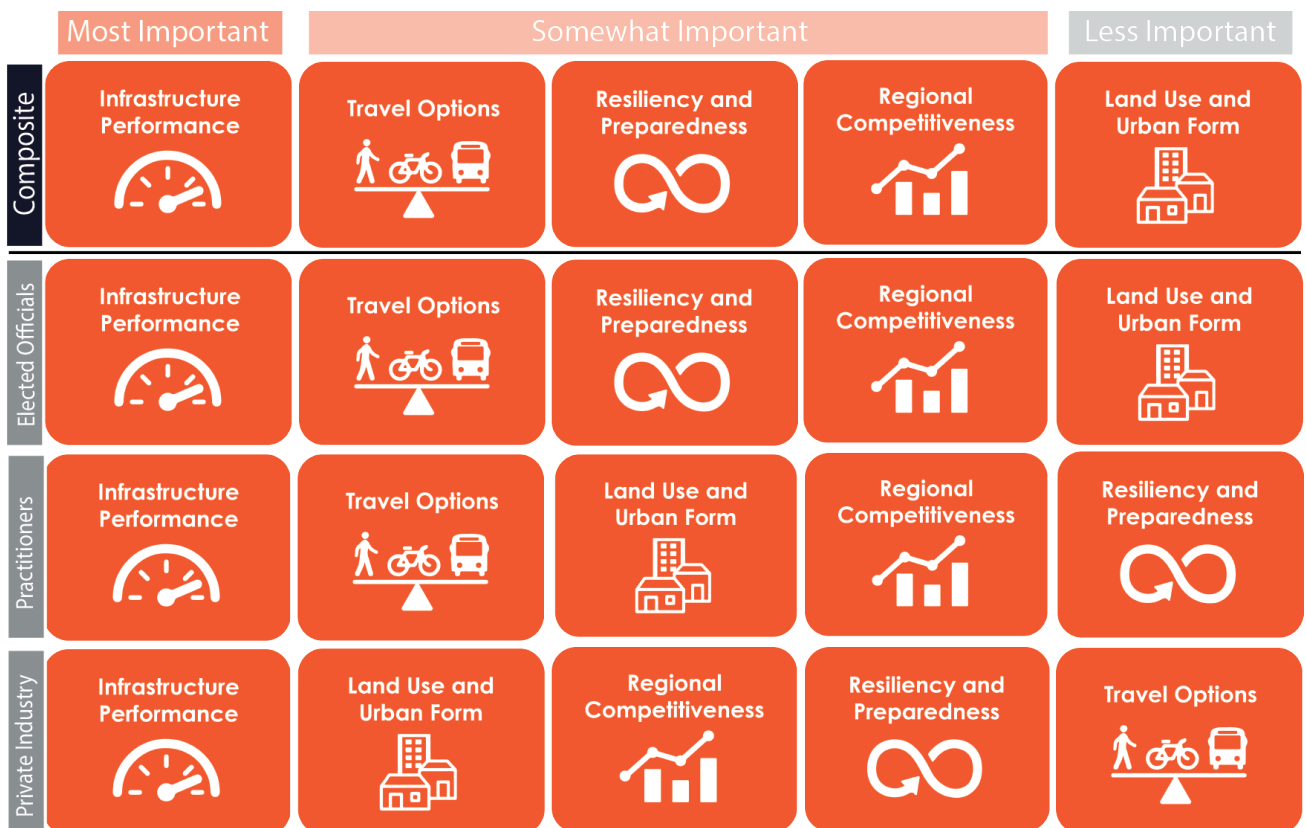 Most Important
Somewhat Important
Less Important
Composite
Infrastructure
Performance
Travel Options
Resiliency and
Preparedness
Regional
Competitiveness
Land Use and
Urban Form
Elected Officials
Infrastructure
Performance
Travel Options
Resiliency and
Preparedness
Regional
Competitiveness
Land Use and
Urban Form
Practitioners
Infrastructure
Performance
Travel Options
Land Use and
Urban Form
Regional
Competitiveness
Resiliency and
Preparedness
Private Industry
Infrastructure
Performance
Land Use and
Urban Form
Regional
Competitiveness
Resiliency and
Preparedness
Travel Options